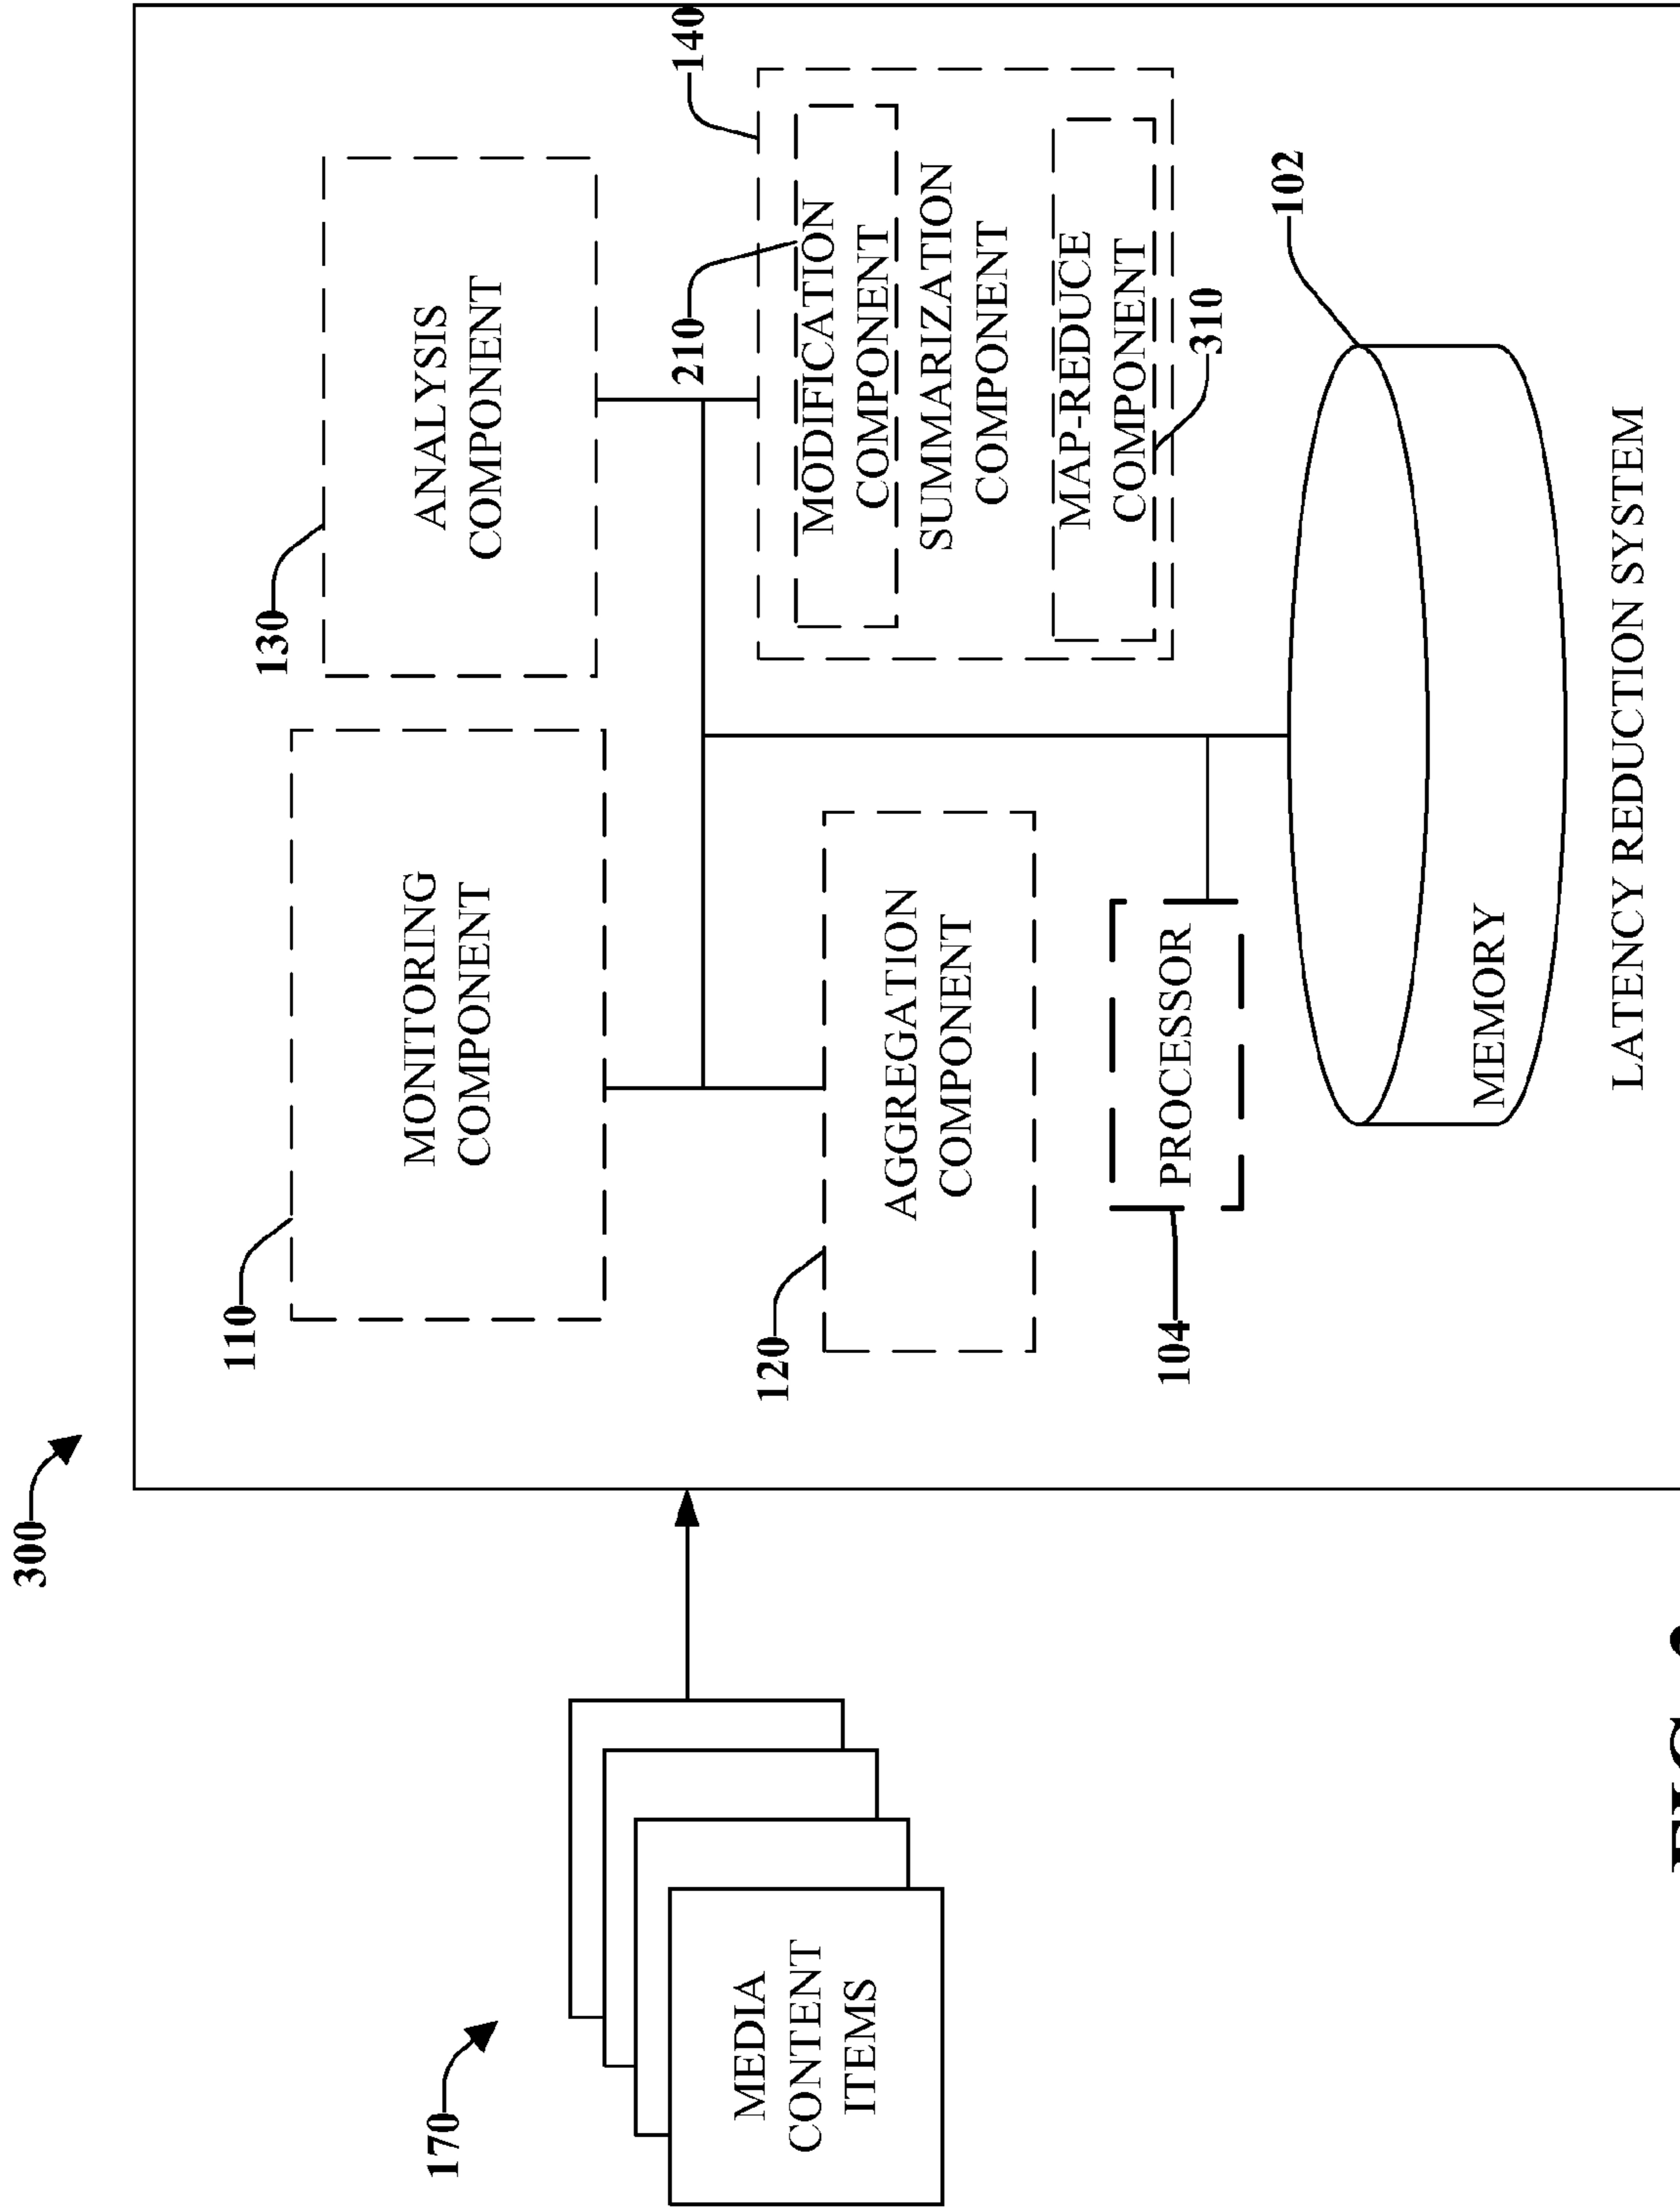 300
170
MEDIA
CONTENT
ITEMS
110
MONITORING
COMPONENT
130
ANALYSIS
COMPONENT
120
AGGREGATION
COMPONENT
210
140
MODIFICATION
COMPONENT
SUMMARIZATION
COMPONENT
MAP-REDUCE
COMPONENT
310
104
PROCESSOR
102
MEMORY
LATENCY REDUCTION SYSTEM